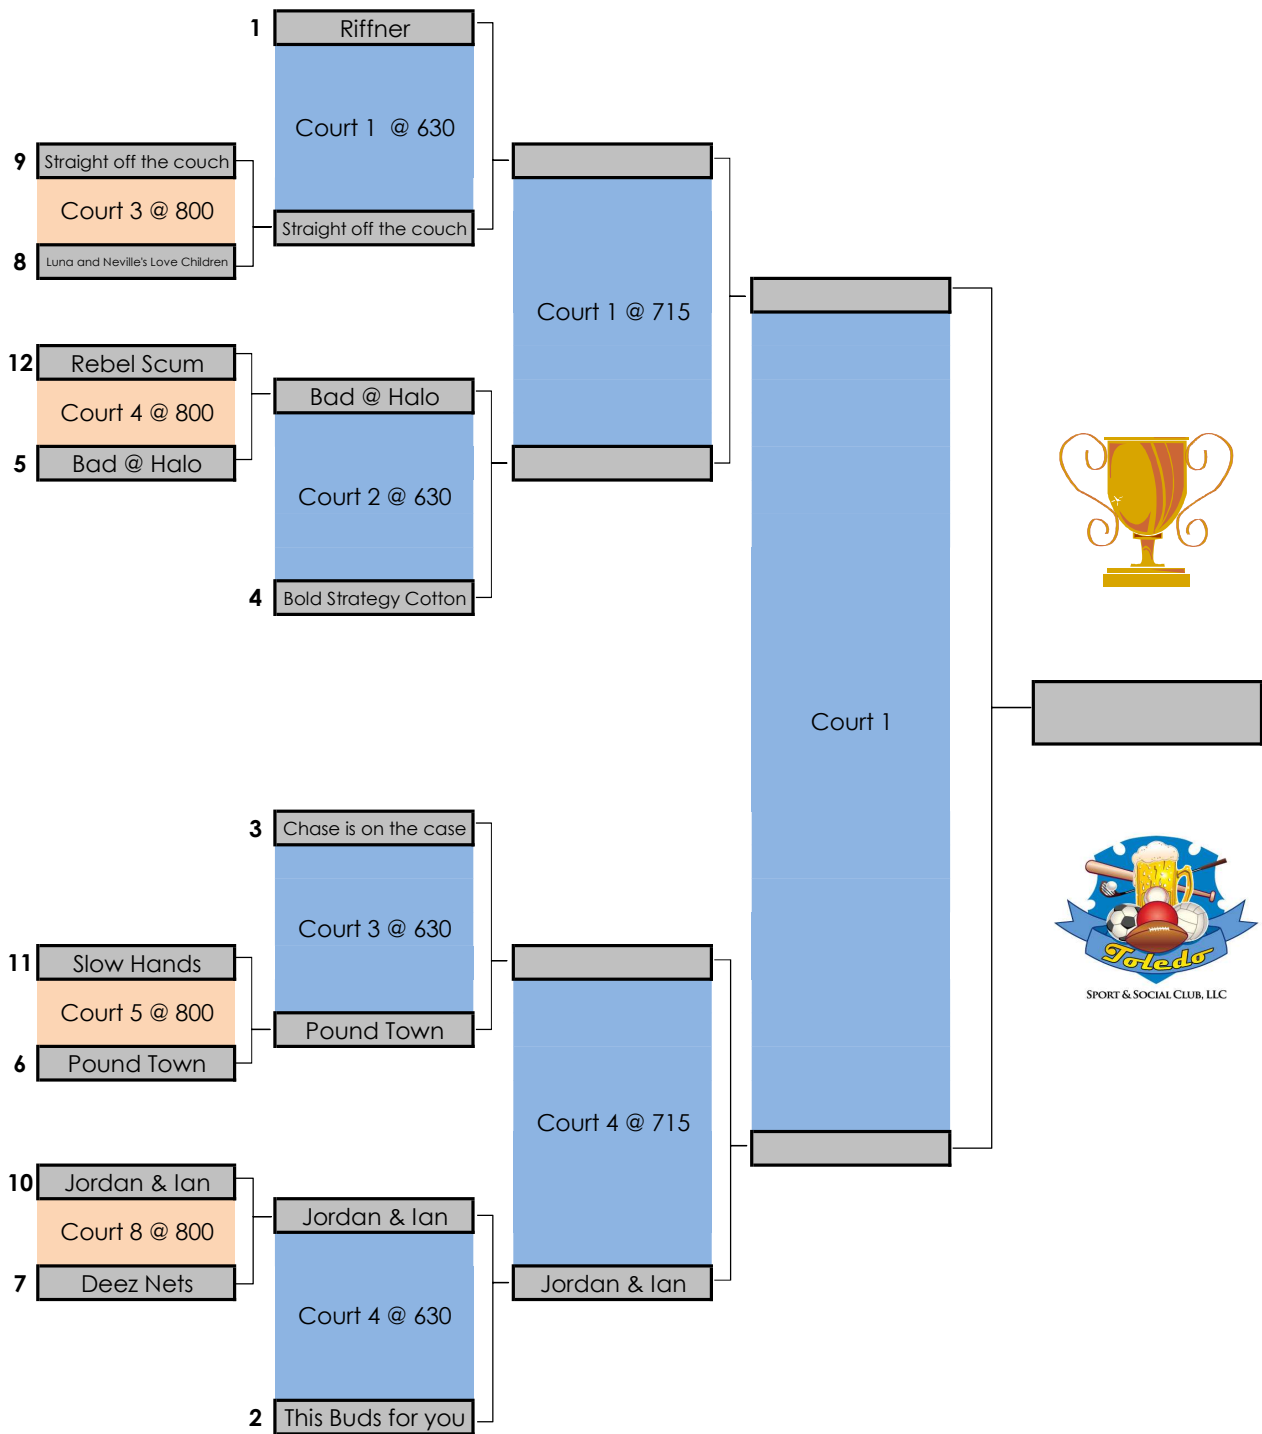 1 Riffner
Court 1 @ 630
9 Straight off the couch
Court 3 @ 800
8 Luna and Neville's Love Children
Straight off the couch
Court 1 @ 715
12 Rebel Scum
Court 4 @ 800
5 Bad @ Halo
Bad @ Halo
Court 2 @ 630
4 Bold Strategy Cotton
Court 1
3 Chase is on the case
Court 3 @ 630
11 Slow Hands
Court 5 @ 800
6 Pound Town
Pound Town
Court 4 @ 715
10 Jordan & Ian
Court 8 @ 800
7 Deez Nets
Jordan & Ian
Court 4 @ 630
2 This Buds for you
Jordan & Ian
Toledo
SPORT & SOCIAL CLUB, LLC